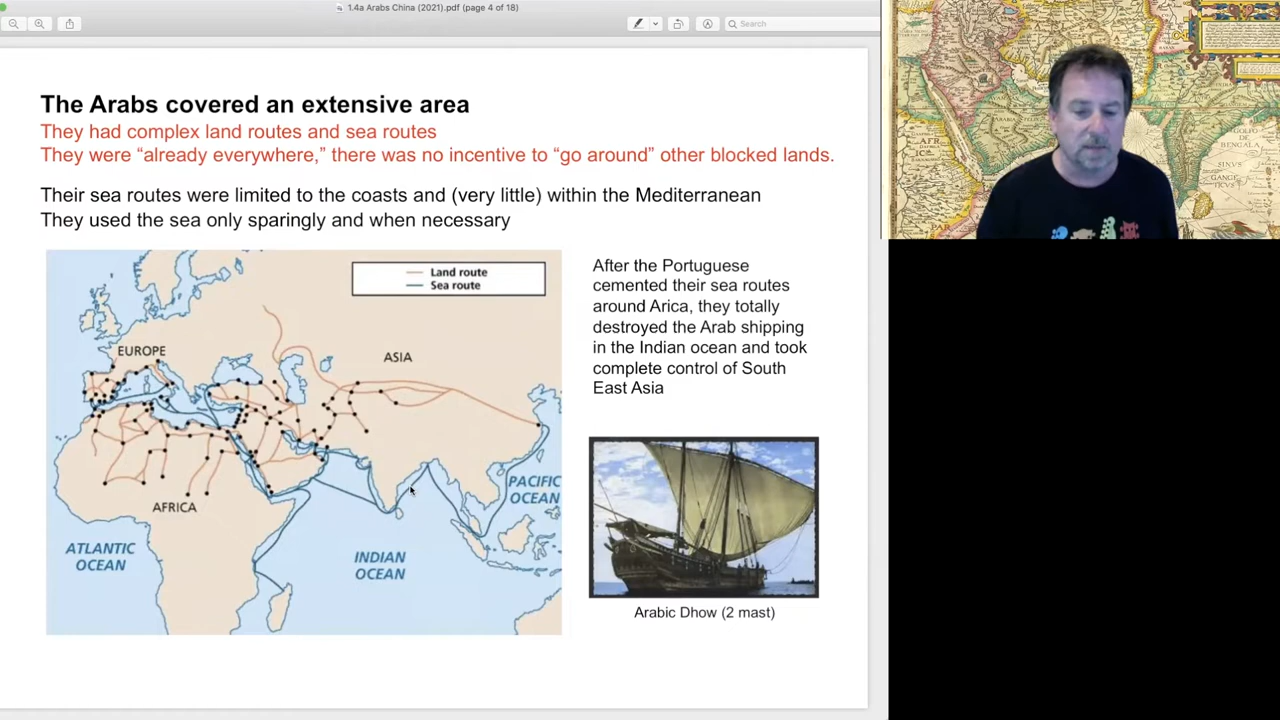 1.4a Arabs China (2021).pdf (page 4 of 18)
Search
The Arabs covered an extensive area
They had complex land routes and sea routes
They were “already everywhere,” there was no incentive to “go around” other blocked lands.
Their sea routes were limited to the coasts and (very little) within the Mediterranean
They used the sea only sparingly and when necessary
Land route
Sea route
EUROPE
ASIA
AFRICA
PACIFIC
OCEAN
ATLANTIC
OCEAN
INDIAN
OCEAN
After the Portuguese
cemented their sea routes
around Arica, they totally
destroyed the Arab shipping
in the Indian ocean and took
complete control of South
East Asia
Arabic Dhow (2 mast)
GOLFO
DE
BENGALA
SINVS
GANGE